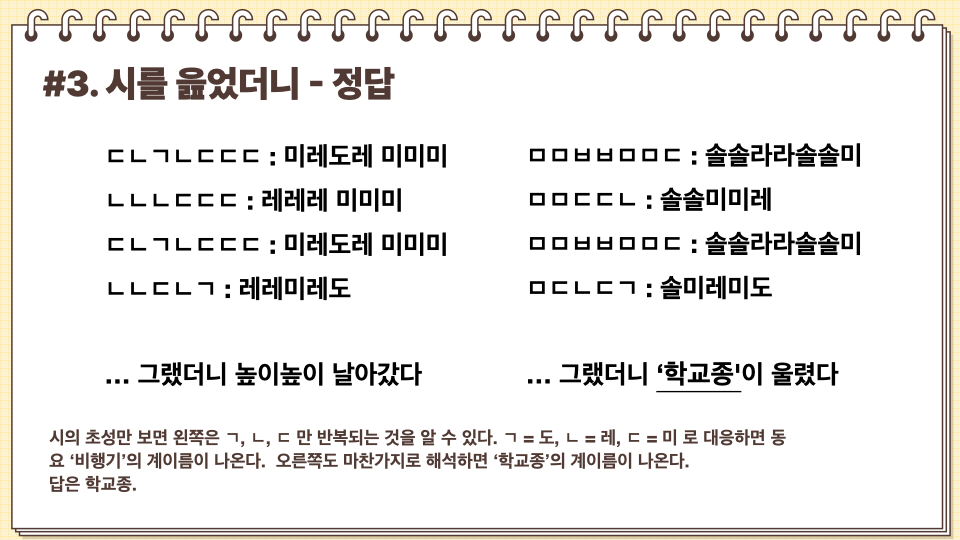 #3. 시를 읊었더니 - 정답
ㄷㄴㄱㄴㄷㄷㄷ : 미레도레 미미미
ㄴㄴㄴㄷㄷㄷ : 레레레 미미미
ㄷㄴㄱㄴㄷㄷㄷ : 미레도레 미미미
ㄴㄴㄷㄴㄱ : 레레미레도
... 그랬더니 높이높이 날아갔다
ㅁㅁㅂㅂㅁㅁㄷ : 솔솔라라솔솔미
ㅁㅁㄷㄷㄴ : 솔솔미미레
ㅁㅁㅂㅂㅁㅁㄷ : 솔솔라라솔솔미
ㅁㄷㄴㄷㄱ : 솔미레미도
... 그랬더니 ‘학교종'이 울렸다
시의 초성만 보면 왼쪽은 ㄱ, ㄴ, ㄷ 만 반복되는 것을 알 수 있다. ㄱ = 도, ㄴ = 레, ㄷ = 미 로 대응하면 동
요 ‘비행기’의 계이름이 나온다. 오른쪽도 마찬가지로 해석하면 ‘학교종’의 계이름이 나온다.
답은 학교종.